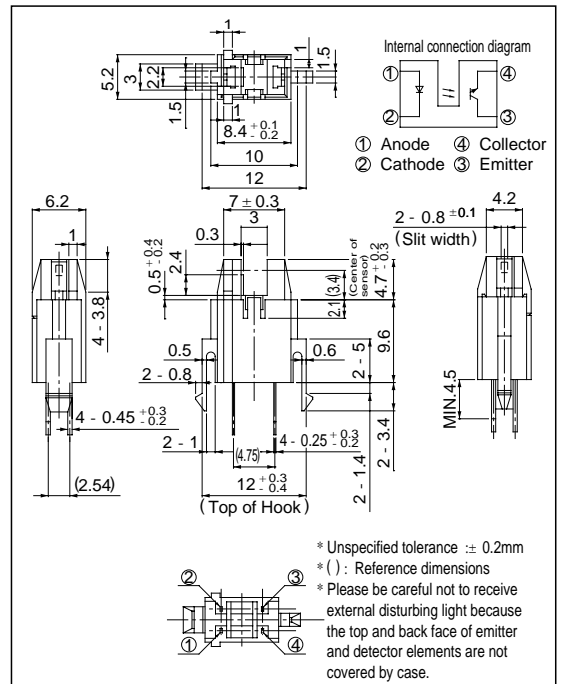 1
1
1.5
5.2
3
2.2
1.5
1
8.4 +0.1 -0.2
10
12
Internal connection diagram
① ④
② ③
① Anode ④ Collector
② Cathode ③ Emitter
6.2
1
4 - 3.8
4 - 0.45 +0.3 -0.2
(2.54)
7 ± 0.3
3
0.3
0.5 +0.4 -0.2
2.4
2.1
(3.4)
(Center of
sensor)
4.7 +0.2 -0.3
9.6
0.5
0.6
2 - 5
2 - 0.8
2 - 1
(4.75)
4 - 0.25 +0.3 -0.2
2 - 1.4
2 - 3.4
12 +0.3 -0.4
( Top of Hook )
4.2
2 - 0.8 ±0.1
(Slit width)
MIN.4.5
② ③
① ④
* Unspecified tolerance :± 0.2mm
* ( ) : Reference dimensions
* Please be careful not to receive
external disturbing light because
the top and back face of emitter
and detector elements are not
covered by case.